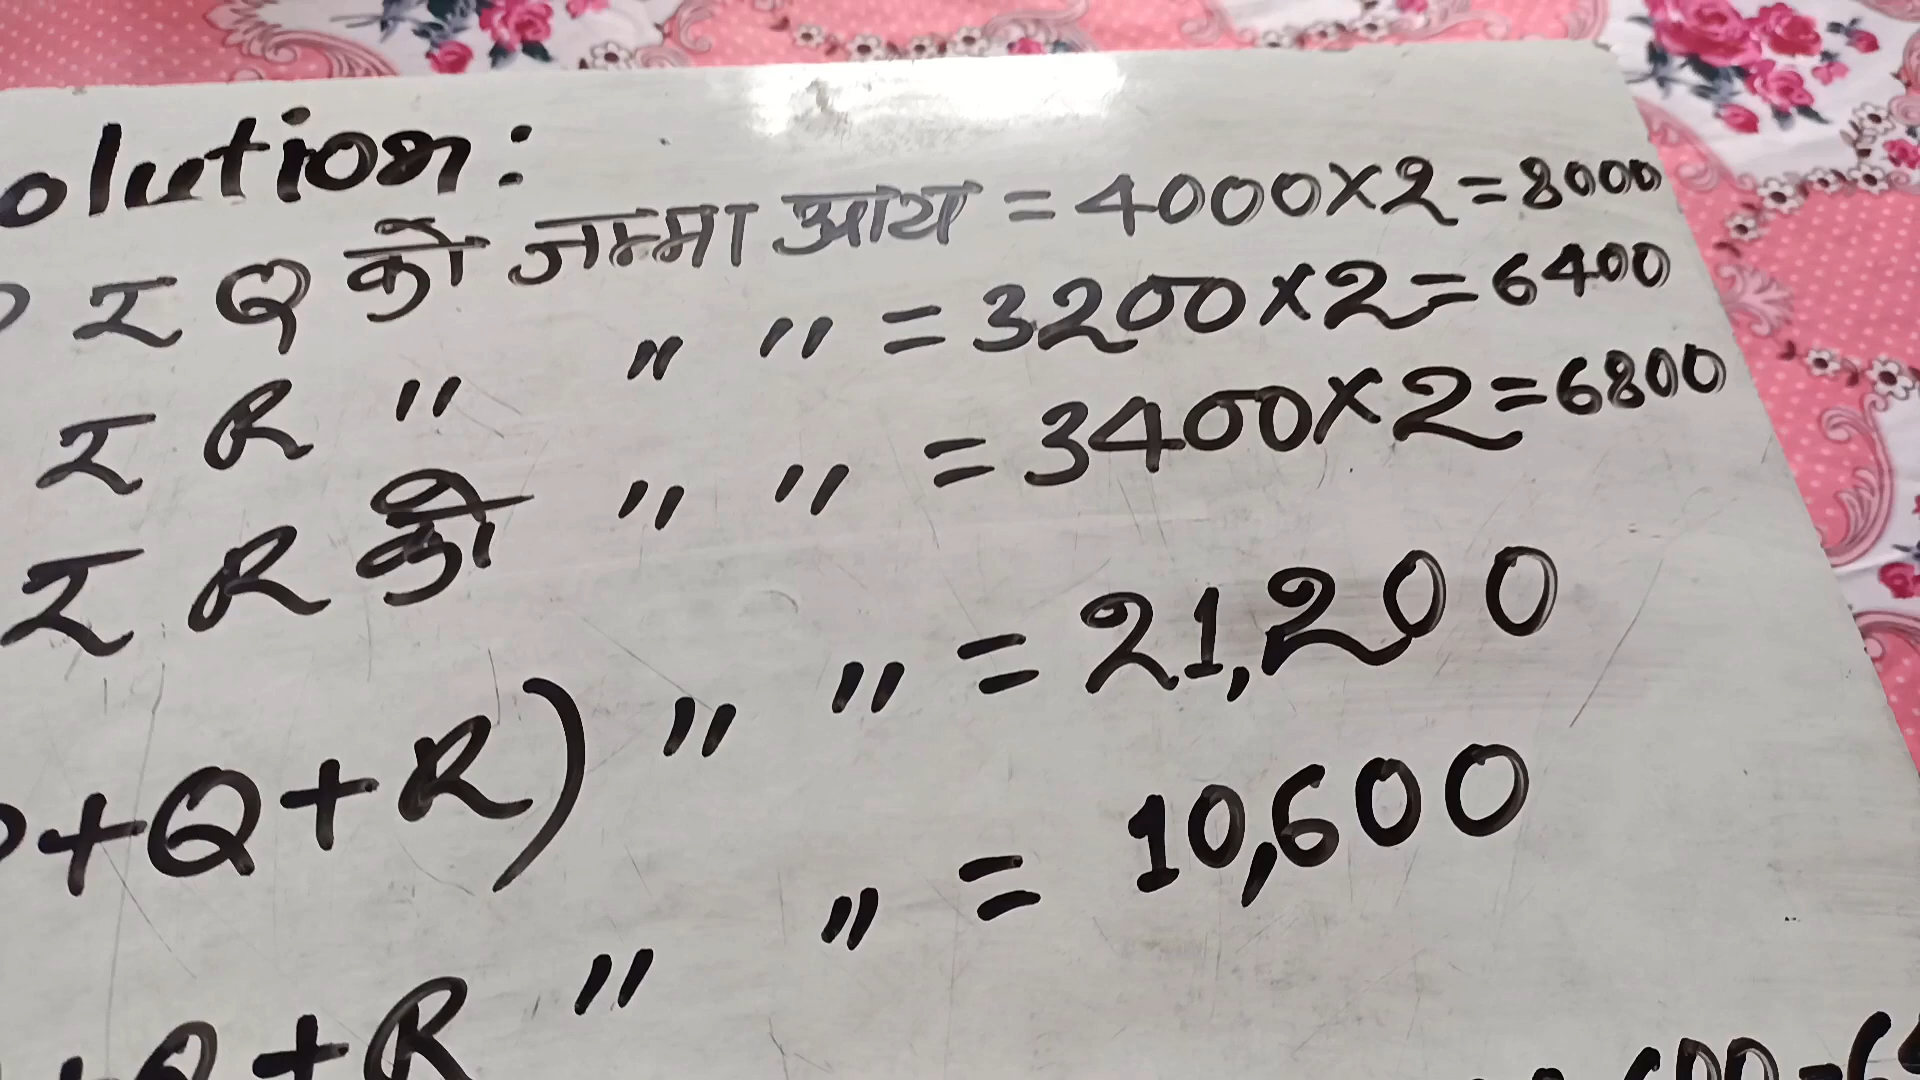 olution:
र Q को जम्मा आय = 4000×2=8000
र R " " " = 3200×2=6400
र R को " " = 3400×2=6800
+Q+R) " " = 21,200
+Q+R " " = 10,600